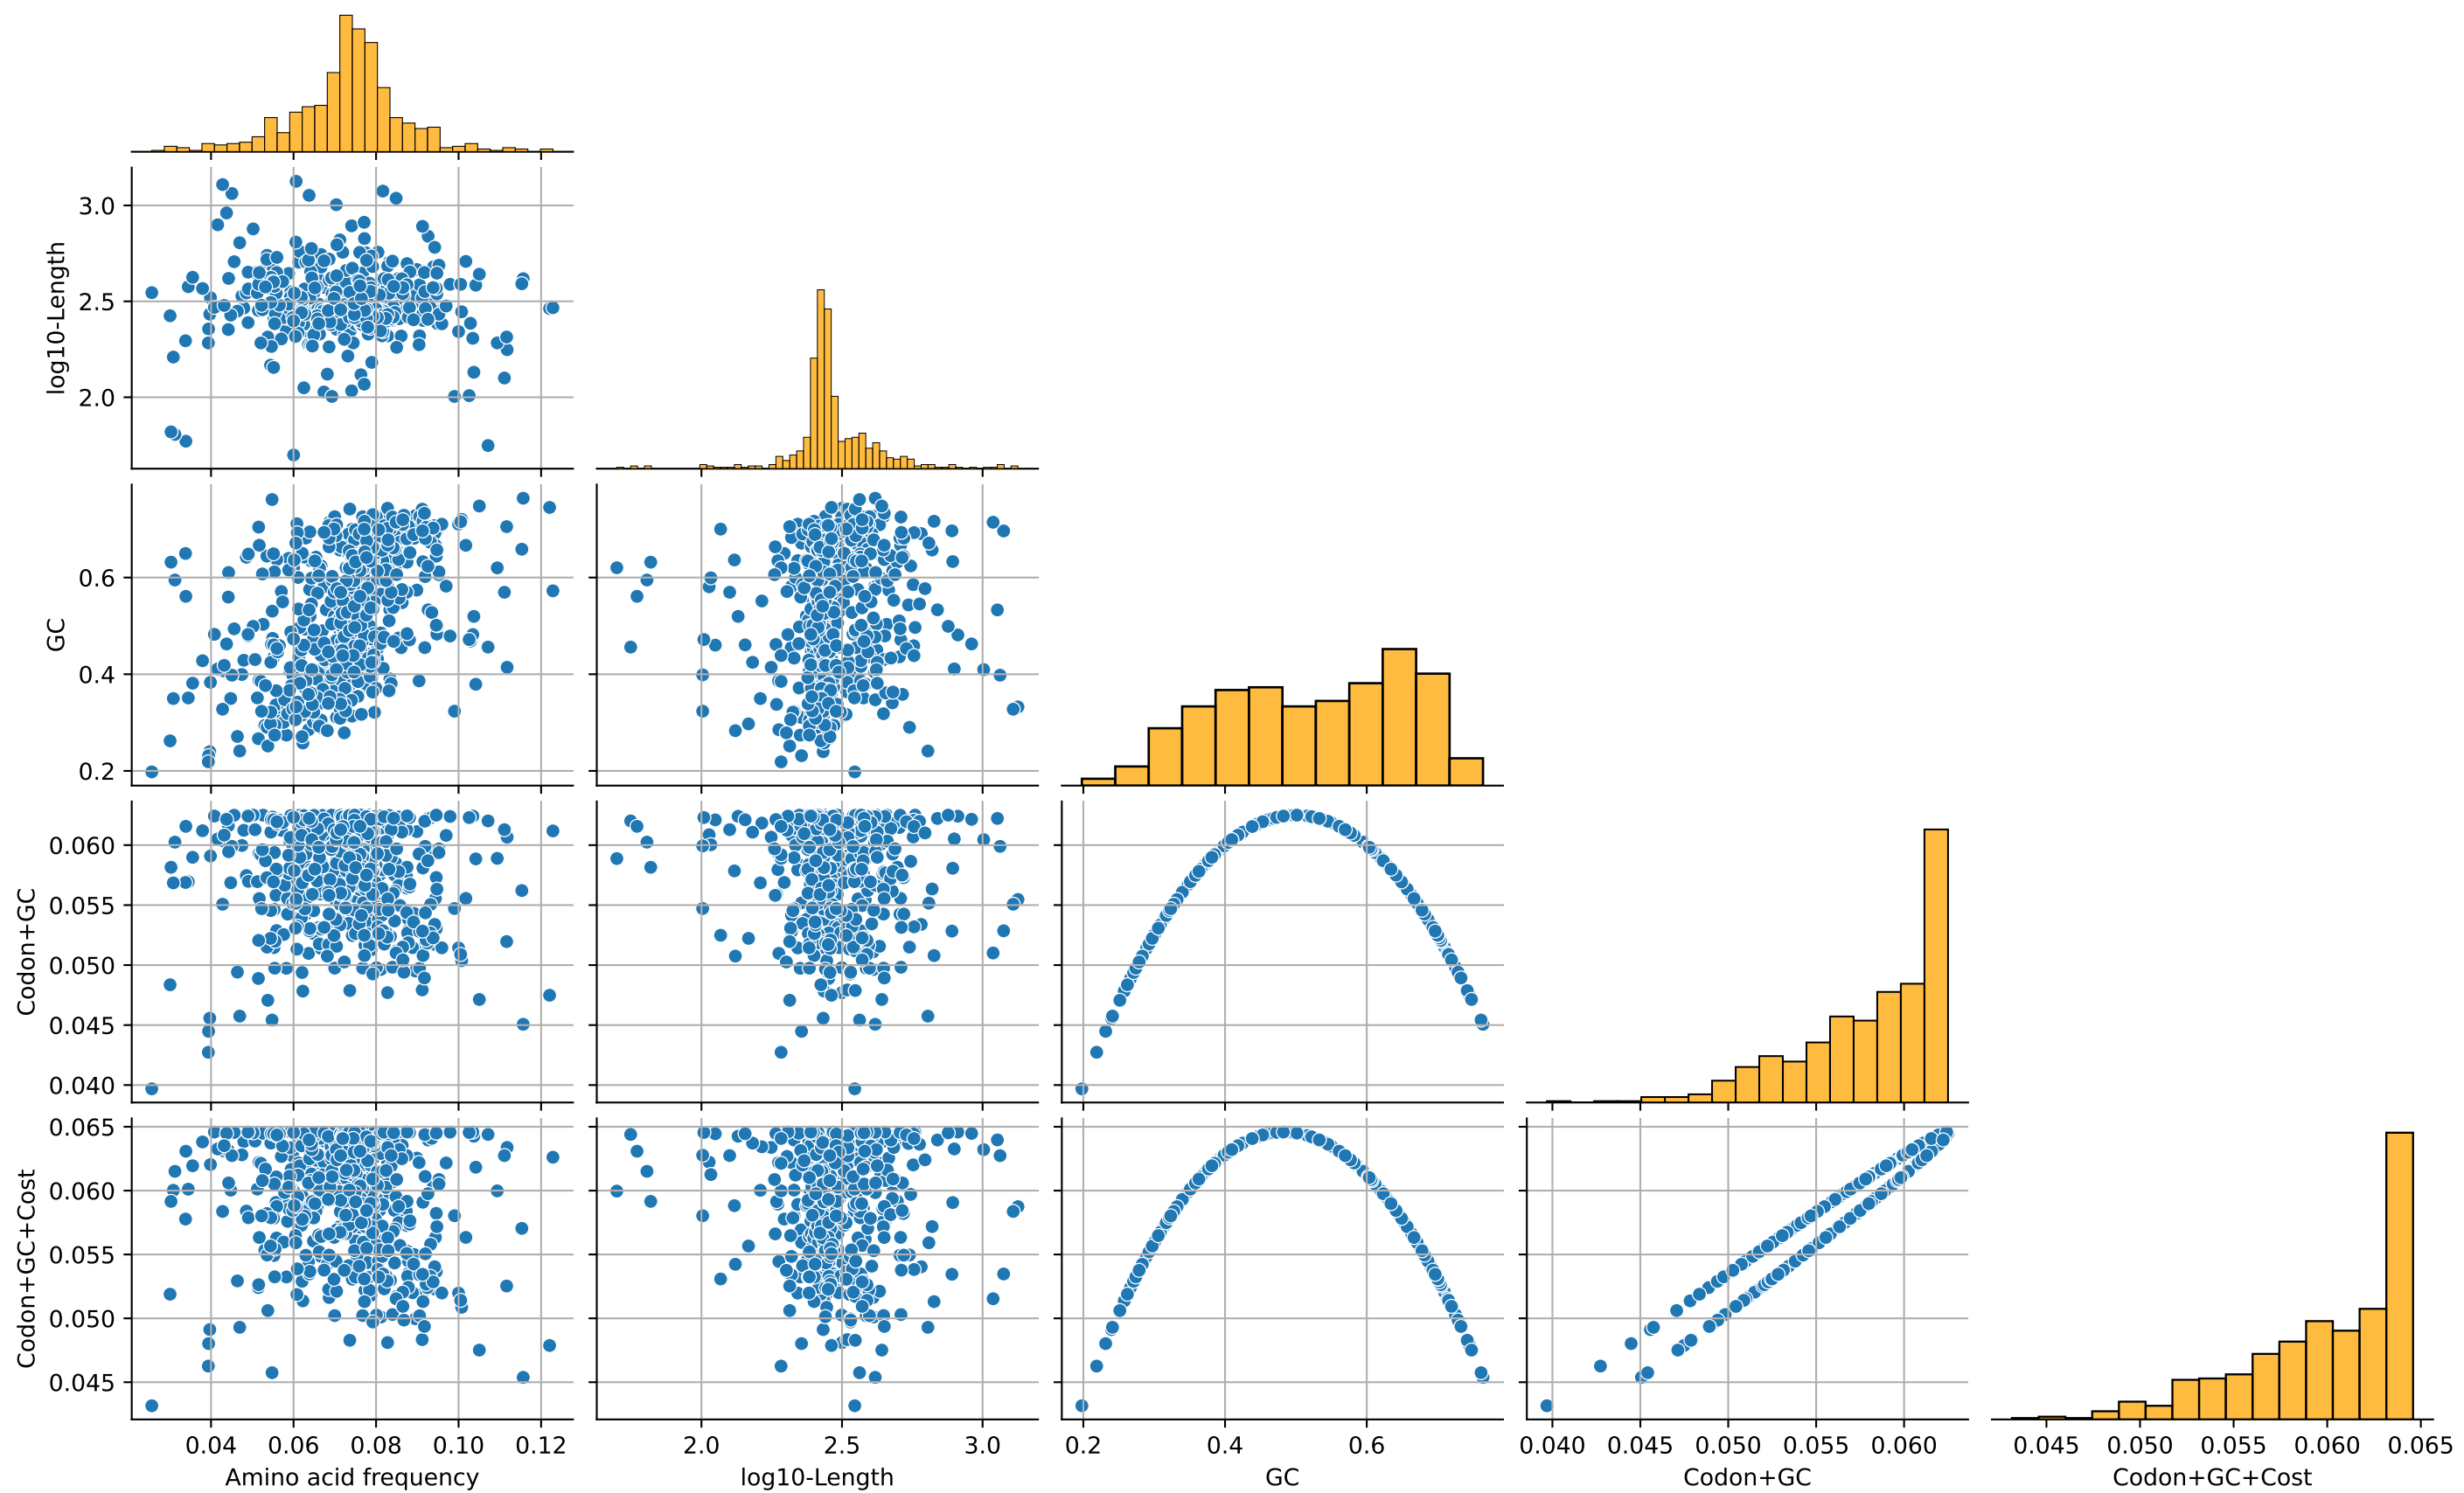 3.0
2.5
2.0
log10-Length
0.6
0.4
0.2
GC
0.060
0.055
0.050
0.045
0.040
Codon+GC
0.065
0.060
0.055
0.050
0.045
Codon+GC+Cost
0.04 0.06 0.08 0.10 0.12
2.0 2.5 3.0
0.2 0.4 0.6
0.040 0.045 0.050 0.055 0.060
0.045 0.050 0.055 0.060 0.065
Amino acid frequency
log10-Length
GC
Codon+GC
Codon+GC+Cost